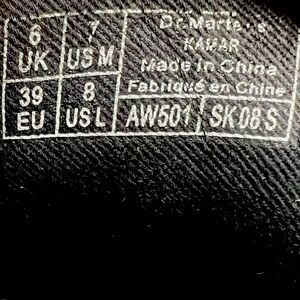 6 7 Dr. Martens
UK US M KAMAR
39 8 Made in China
EU US L Fabriqué en Chine
AW501 SK 08 S